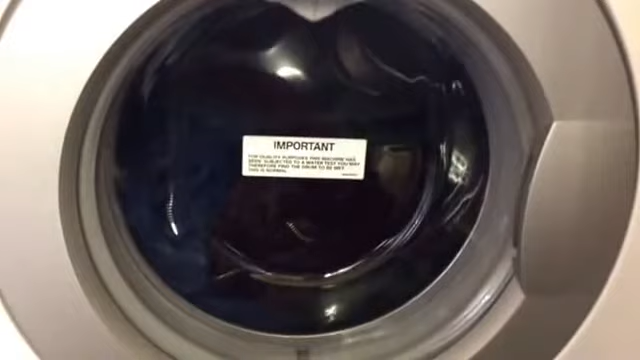 IMPORTANT
FOR QUALITY PURPOSES THIS MACHINE HAS
BEEN SUBJECTED TO A WATER TEST YOU MAY
THEREFORE FIND THE DRUM TO BE WET
THIS IS NORMAL